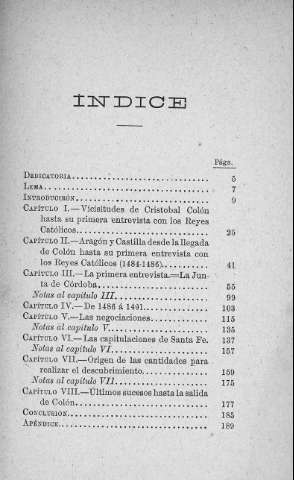 ÍNDICE
Págs.
DEDICATORIA........ 5
LEMA........ 7
INTRODUCCIÓN........ 9
CAPÍTULO I.—Vicisitudes de Cristobal Colón
hasta su primera entrevista con los Reyes
Católicos........ 25
CAPÍTULO II.—Aragón y Castilla desde la llegada
de Colón hasta su primera entrevista con
los Reyes Católicos (1484-1486)........ 41
CAPÍTULO III.—La primera entrevista.—La Jun-
ta de Córdoba........ 55
Notas al capítulo III........ 99
CAPÍTULO IV.—De 1486 á 1491........ 103
CAPÍTULO V.—Las negociaciones........ 115
Notas al capítulo V........ 135
CAPÍTULO VI.—Las capitulaciones de Santa Fe. 137
Notas al capítulo VI........ 157
CAPÍTULO VII.—Origen de las cantidades para
realizar el descubrimiento........ 159
Notas al capítulo VII........ 175
CAPÍTULO VIII.—Últimos sucesos hasta la salida
de Colón........ 177
CONCLUSIÓN........ 185
APÉNDICE........ 189